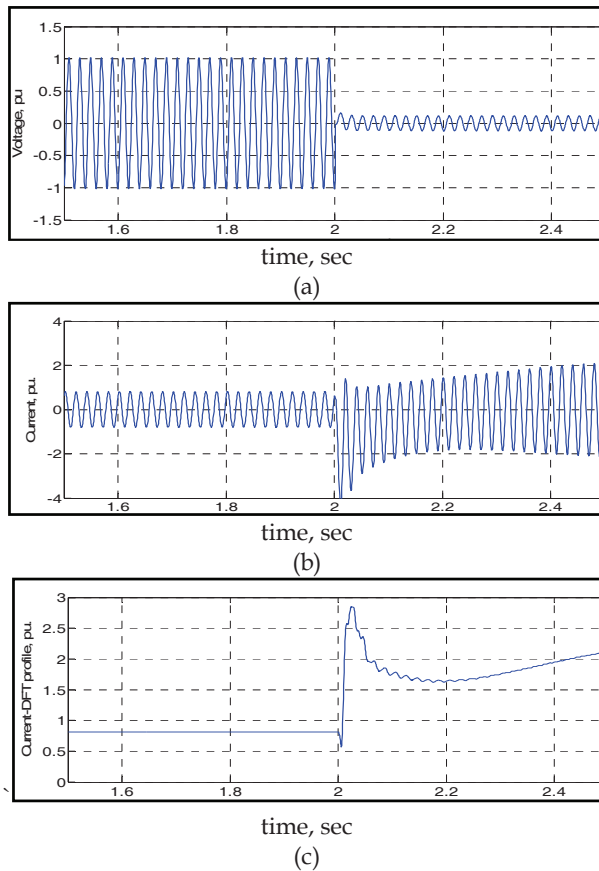 1.5
1
0.5
0
-0.5
-1
-1.5
Voltage, pu
1.6 1.8 2 2.2 2.4
time, sec
(a)
4
2
0
-2
-4
Current, pu.
1.6 1.8 2 2.2 2.4
time, sec
(b)
3
2.5
2
1.5
1
0.5
0
Current-DFT profile, pu.
1.6 1.8 2 2.2 2.4
`
time, sec
(c)